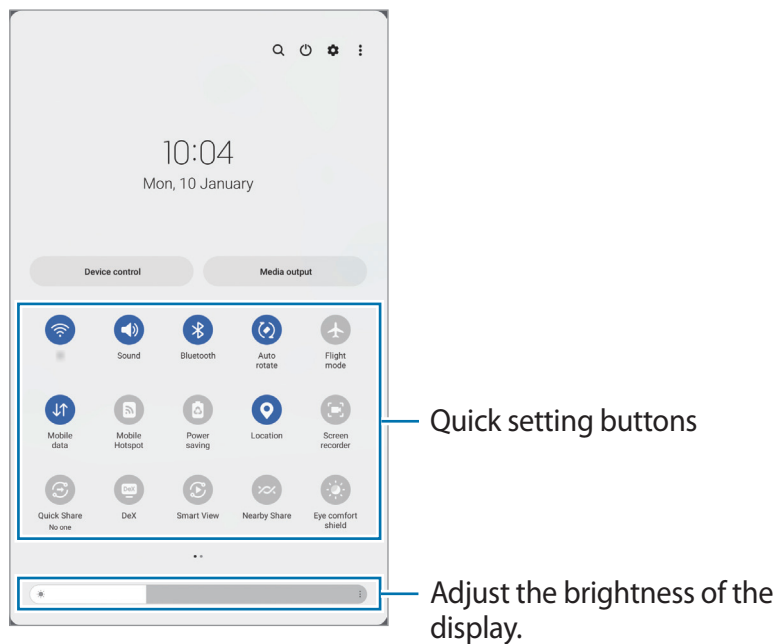 10:04
Mon, 10 January
Device control Media output
Sound Bluetooth Auto rotate Flight mode
Mobile data Mobile Hotspot Power saving Location Screen recorder
Quick setting buttons
DeX
Quick Share No one DeX Smart View Nearby Share Eye comfort shield
Adjust the brightness of the
display.